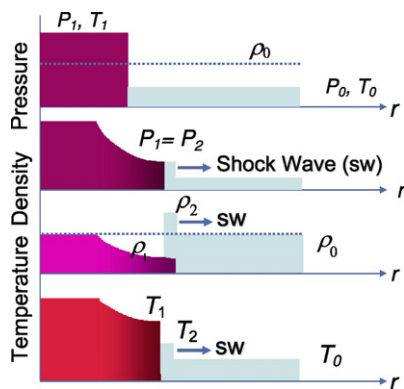 P₁, T₁
ρ₀
P₀, T₀
r
Pressure
P₁= P₂
Shock Wave (sw)
r
Density
ρ₂
sw
ρ₁
ρ₀
r
Temperature
T₁
T₂
sw
T₀
r